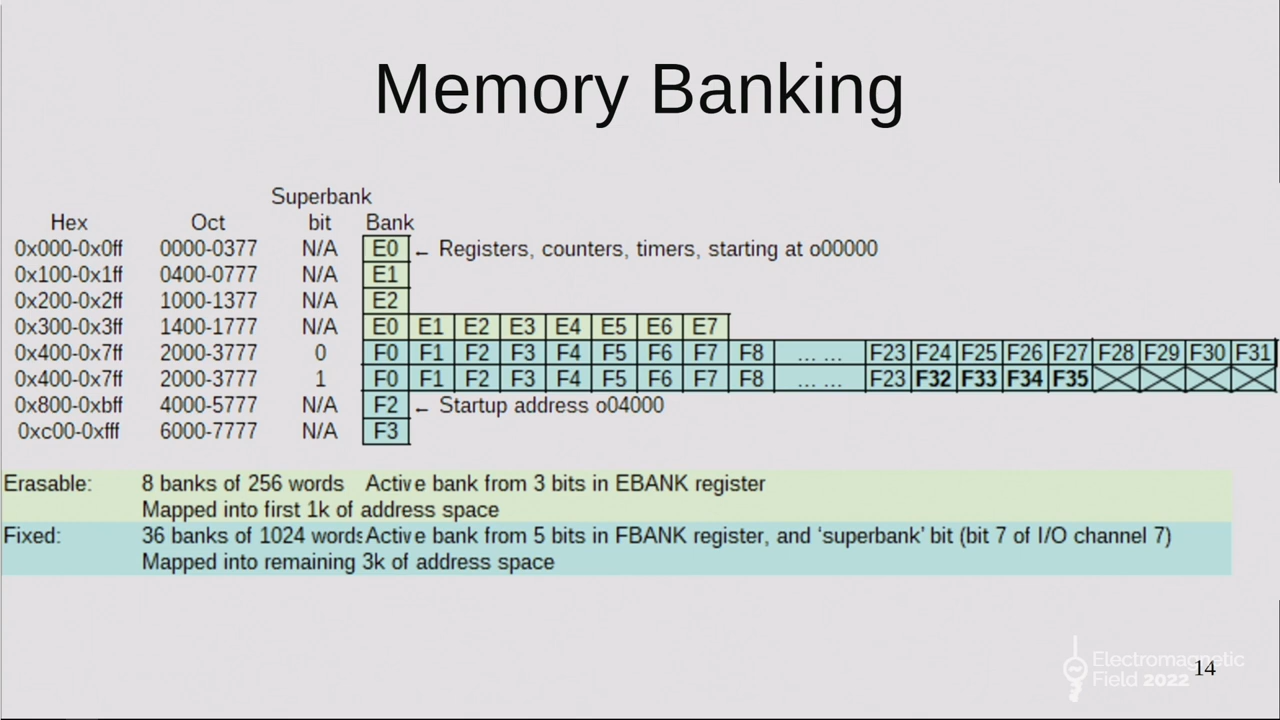 Memory Banking
Superbank
Hex Oct bit Bank
0x000-0x0ff 0000-0377 N/A E0 ← Registers, counters, timers, starting at o00000
0x100-0x1ff 0400-0777 N/A E1
0x200-0x2ff 1000-1377 N/A E2
0x300-0x3ff 1400-1777 N/A E0 E1 E2 E3 E4 E5 E6 E7
0x400-0x7ff 2000-3777 0 F0 F1 F2 F3 F4 F5 F6 F7 F8 ... ... F23 F24 F25 F26 F27 F28 F29 F30 F31
0x400-0x7ff 2000-3777 1 F0 F1 F2 F3 F4 F5 F6 F7 F8 ... ... F23 F32 F33 F34 F35
0x800-0xbff 4000-5777 N/A F2 ← Startup address o04000
0xc00-0xfff 6000-7777 N/A F3
Erasable: 8 banks of 256 words Active bank from 3 bits in EBANK register
Mapped into first 1k of address space
Fixed: 36 banks of 1024 words Active bank from 5 bits in FBANK register, and ‘superbank’ bit (bit 7 of I/O channel 7)
Mapped into remaining 3k of address space
Electromagnetic
Field 2022
14